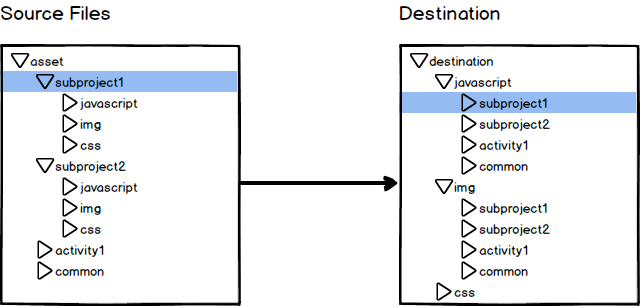 Source Files
asset
subproject1
javascript
img
css
subproject2
javascript
img
css
activity1
common
Destination
destination
javascript
subproject1
subproject2
activity1
common
img
subproject1
subproject2
activity1
common
css